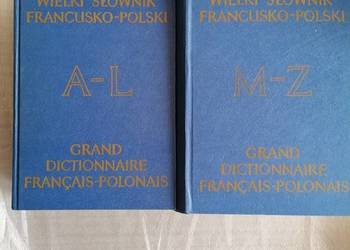 WIELKI SŁOWNIK
FRANCUSKO-POLSKI
A-L
GRAND
DICTIONNAIRE
FRANÇAIS-POLONAIS
WIELKI SŁOWNIK
FRANCUSKO-POLSKI
M-Z
GRAND
DICTIONNAIRE
FRANÇAIS-POLONAIS